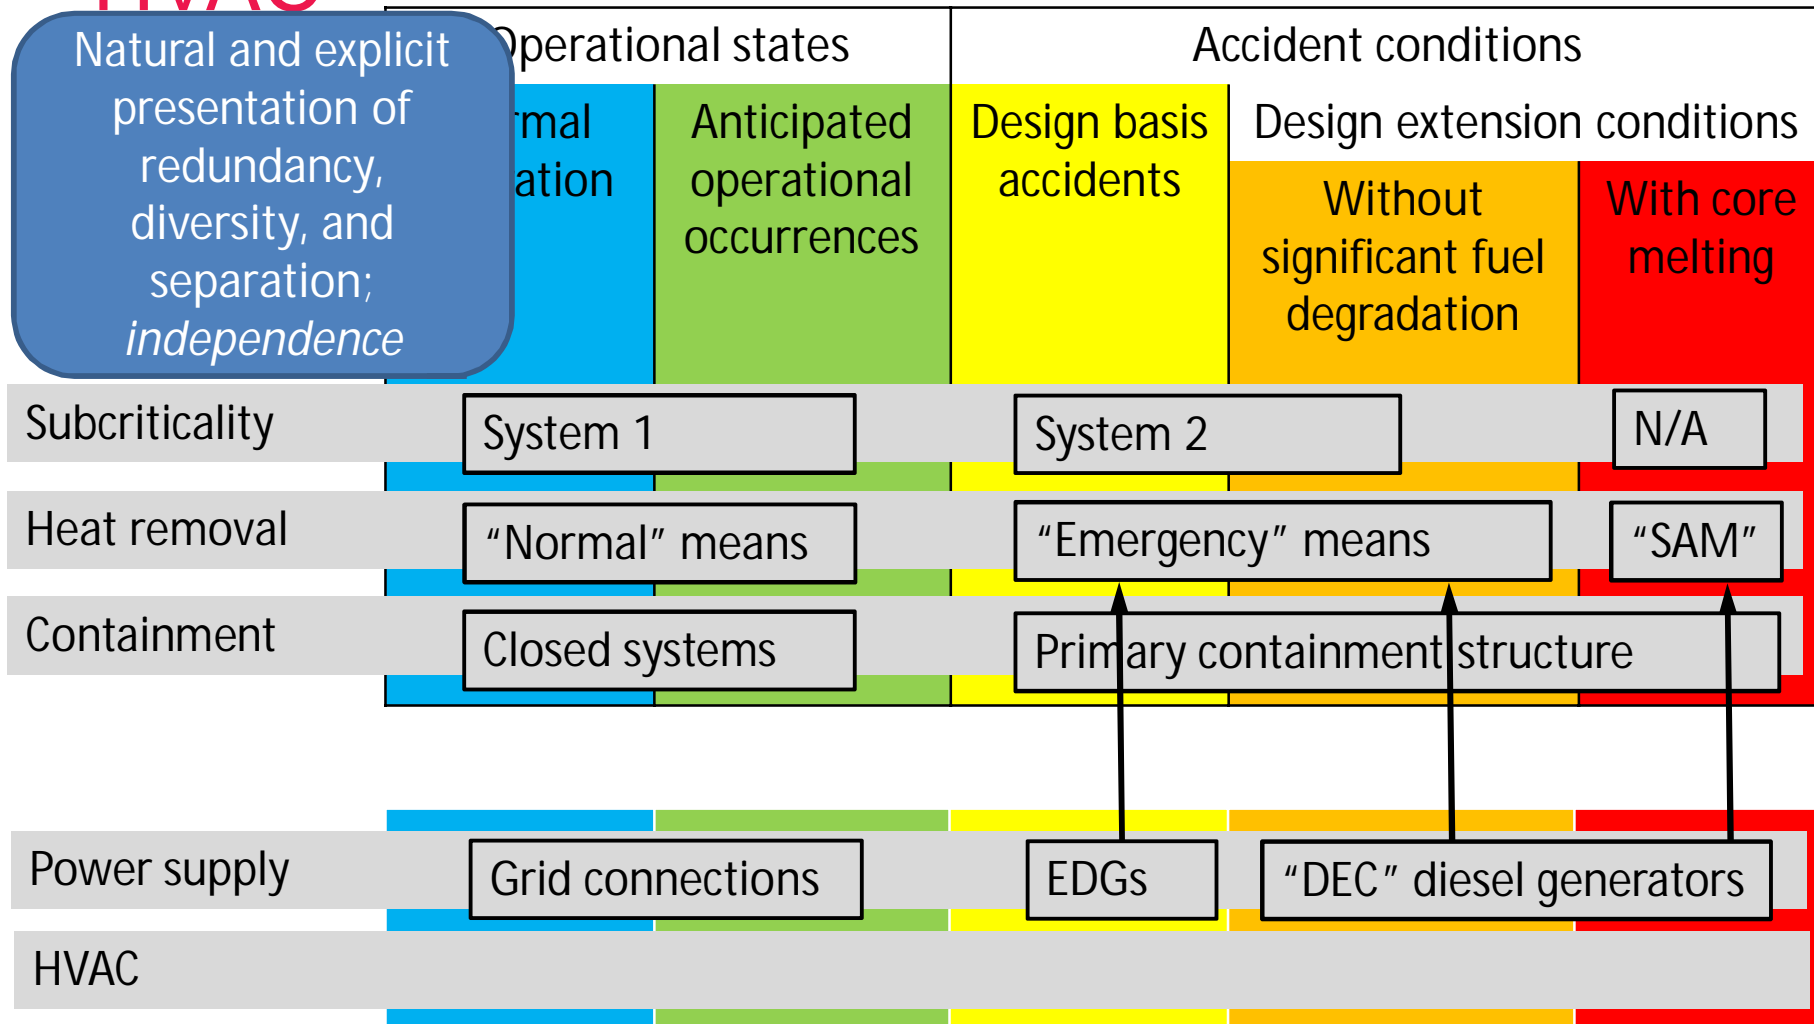 HVAC
Natural and explicit
presentation of
redundancy,
diversity, and
separation;
independence
Operational states
Accident conditions
rmal
ation
Anticipated
operational
occurrences
Design basis
accidents
Design extension conditions
Without
significant fuel
degradation
With core
melting
Subcriticality
System 1
System 2
N/A
Heat removal
“Normal” means
“Emergency” means
“SAM”
Containment
Closed systems
Primary containment structure
Power supply
Grid connections
EDGs
“DEC” diesel generators
HVAC